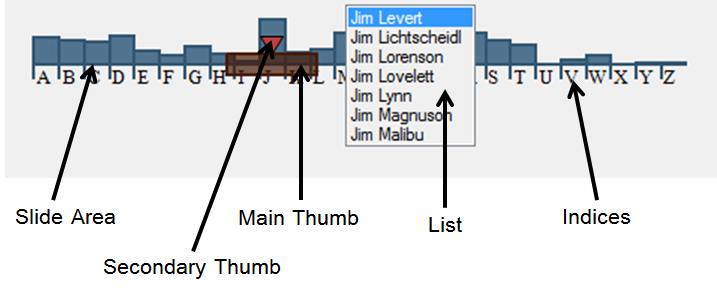 Jim Levert
Jim Lichtscheidl
Jim Lorenson
Jim Lovelett
Jim Lynn
Jim Magnuson
Jim Malibu
A B C D E F G H I J K L M S T U V W X Y Z
Slide Area
Main Thumb
List
Indices
Secondary Thumb